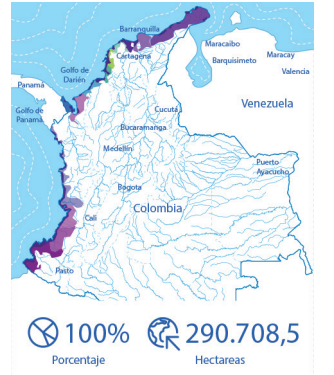 Barranquilla
Maracaibo
Cartagena
Maracay
Barquisimeto
Golfo de
Darién
Valencia
Panamá
Golfo de
Panamá
Cucutá
Venezuela
Bucaramanga
Medellín
Puerto
Ayacucho
Bogota
Colombia
Cali
Pasto
100%
290.708,5
Porcentaje
Hectareas